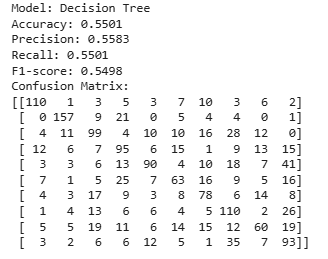 Model: Decision Tree
Accuracy: 0.5501
Precision: 0.5583
Recall: 0.5501
F1-score: 0.5498
Confusion Matrix:
[[110 1 3 5 3 7 10 3 6 2]
[ 0 157 9 21 0 5 4 4 0 1]
[ 4 11 99 4 10 10 16 28 12 0]
[ 12 6 7 95 6 15 1 9 13 15]
[ 3 3 6 13 90 4 10 18 7 41]
[ 7 1 5 25 7 63 16 9 5 16]
[ 4 3 17 9 3 8 78 6 14 8]
[ 1 4 13 6 6 4 5 110 2 26]
[ 5 5 19 11 6 14 15 12 60 19]
[ 3 2 6 6 12 5 1 35 7 93]]